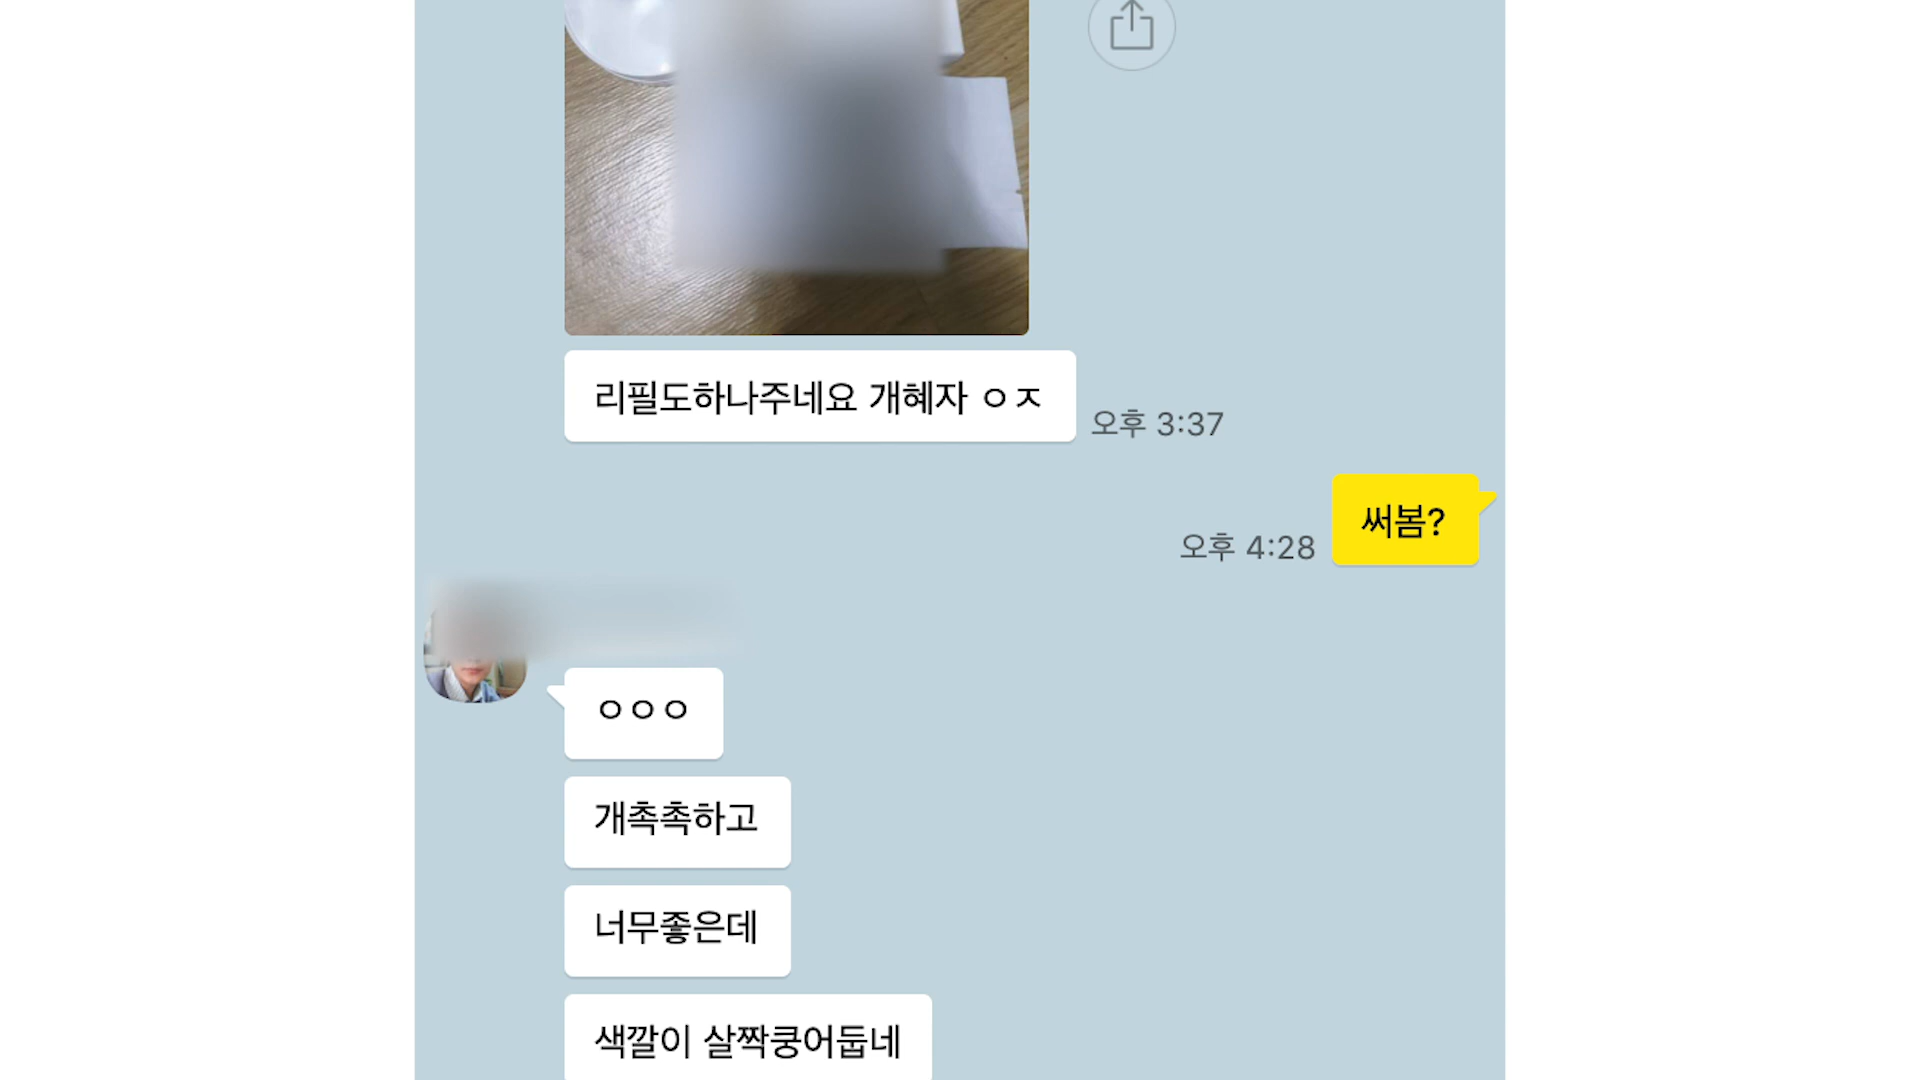 리필도하나주네요 개혜자 ㅇㅈ
오후 3:37
써봄?
오후 4:28
ㅇㅇㅇ
개촉촉하고
너무좋은데
색깔이 살짝쿵어둡네